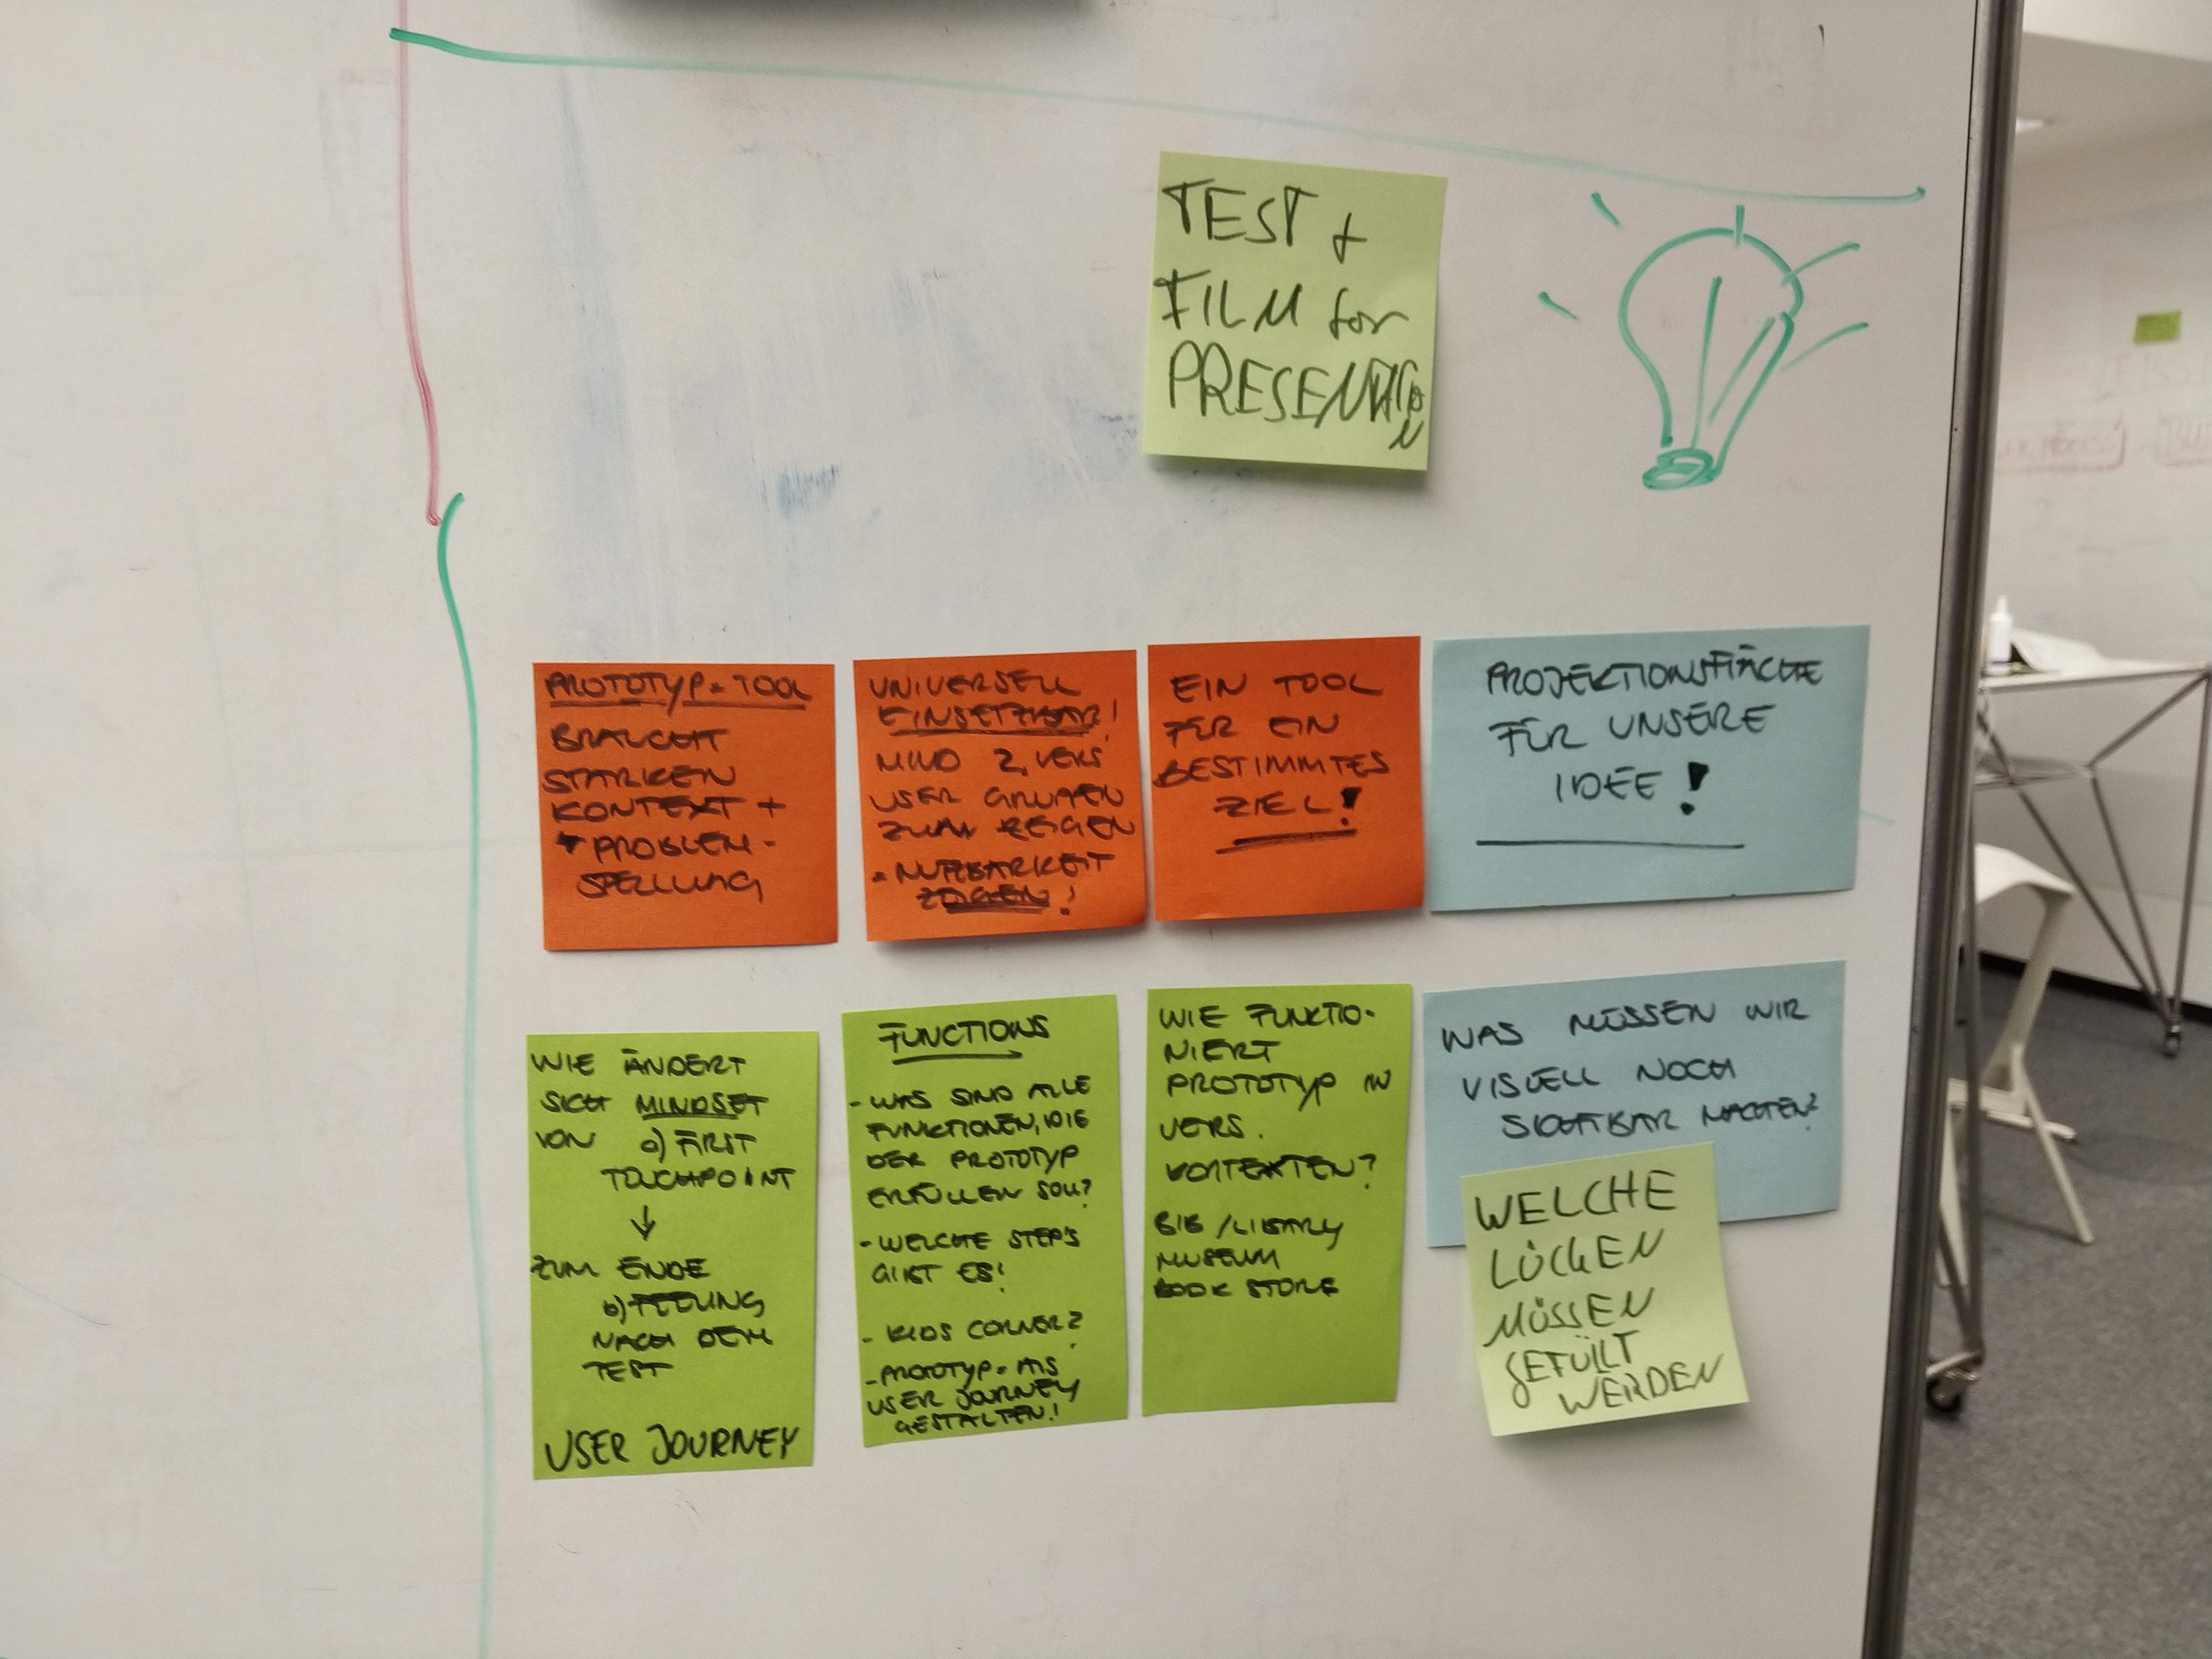 TEST +
FILM for
PRESENTATION
PROTOTYP = TOOL
BRAUCHT
STARKEN
KONTEXT +
PROBLEM-
STELLUNG
UNIVERSELL
EINSETZBAR!
MIND 2 VERS
USER GRUPPEN
ZUM ZEIGEN
= NUTZBARKEIT
ZEIGEN!
EIN TOOL
FÜR EIN
BESTIMMTES
ZIEL!
PROJEKTIONSFLÄCHE
FÜR UNSERE
IDEE!
WIE ÄNDERT
SICH MINDSET
VON a) FIRST
TOUCHPOINT
↓
ZUM ENDE
b) FEELING
NACH DEM
TEST
USER JOURNEY
FUNCTIONS
- WAS SIND ALLE
FUNKTIONEN, DIE
DER PROTOTYP
ERFÜLLEN SOLL?
- WELCHE STEP'S
GIBT ES?
- KIDS CORNER?
- PROTOTYP = ALS
USER JOURNEY
GESTALTEN!
WIE FUNKTIO-
NIERT
PROTOTYP IN
VERS.
KONTEXTEN?
BIB / LIBARY
MUSEUM
BOOK STORE
WAS MÜSSEN WIR
VISUELL NOCH
SICHTBAR MACHEN?
WELCHE
LÜCKEN
MÜSSEN
GEFÜLLT
WERDEN